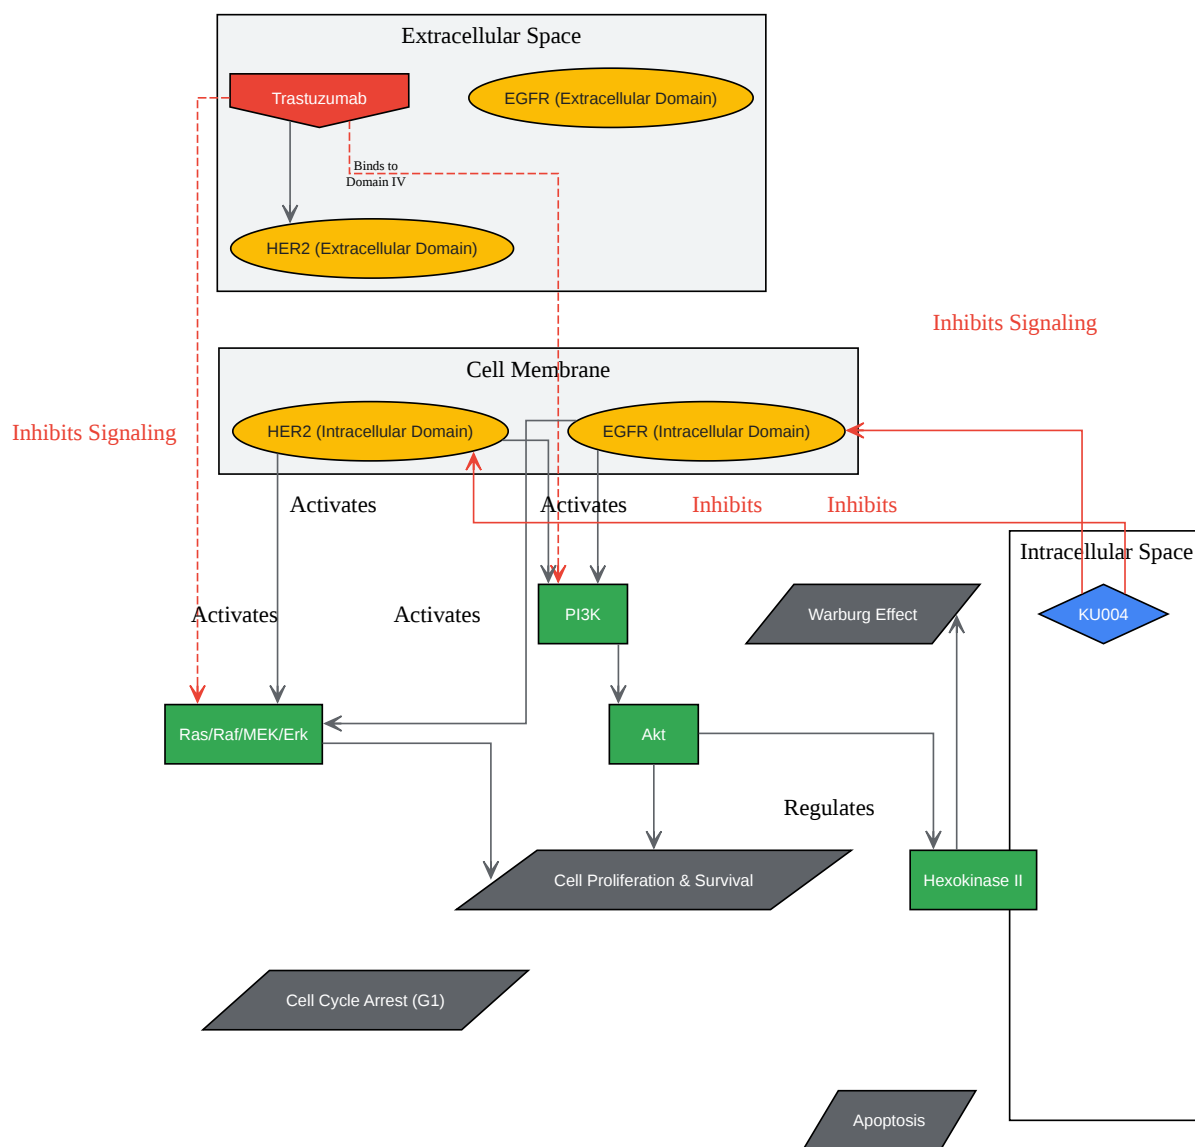 Extracellular Space
Trastuzumab
EGFR (Extracellular Domain)
Binds to
Domain IV
HER2 (Extracellular Domain)
Inhibits Signaling
Cell Membrane
Inhibits Signaling
HER2 (Intracellular Domain)
EGFR (Intracellular Domain)
Activates
Activates
Inhibits
Inhibits
Intracellular Space
Activates
Activates
PI3K
Warburg Effect
KU004
Ras/Raf/MEK/Erk
Akt
Regulates
Cell Proliferation & Survival
Hexokinase II
Cell Cycle Arrest (G1)
Apoptosis